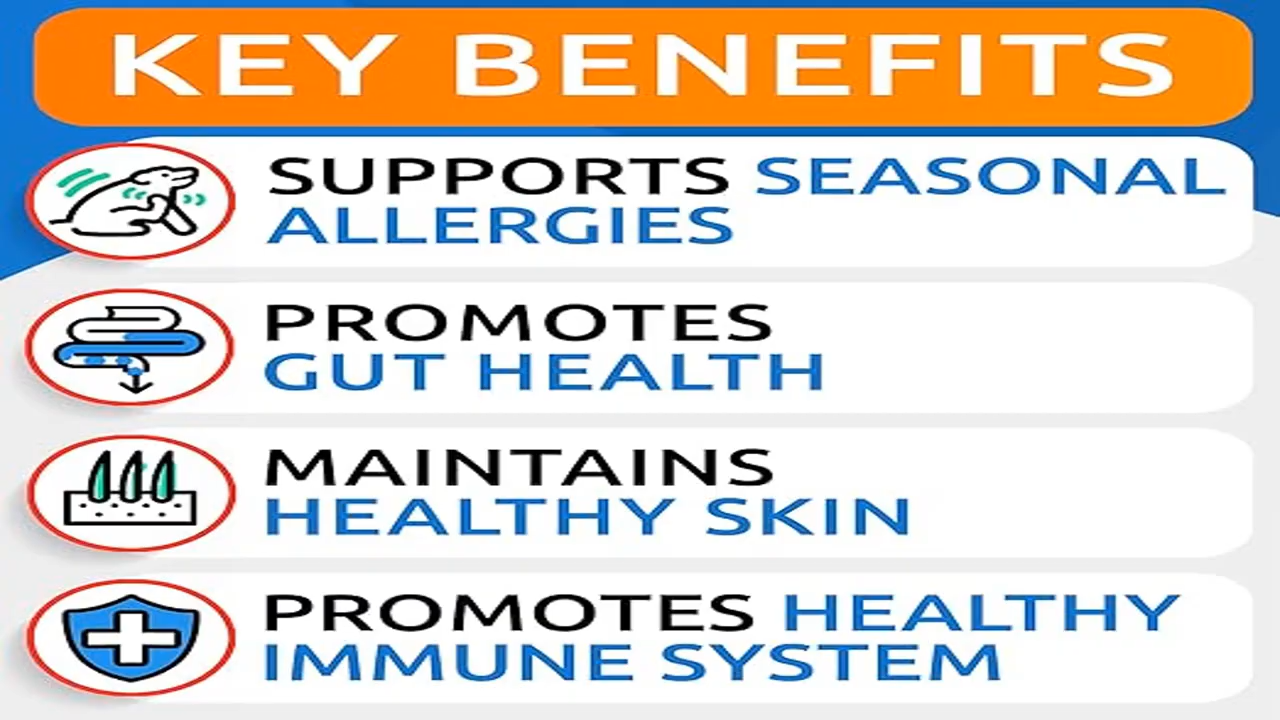 KEY BENEFITS
SUPPORTS SEASONAL
ALLERGIES
PROMOTES
GUT HEALTH
MAINTAINS
HEALTHY SKIN
PROMOTES HEALTHY
IMMUNE SYSTEM